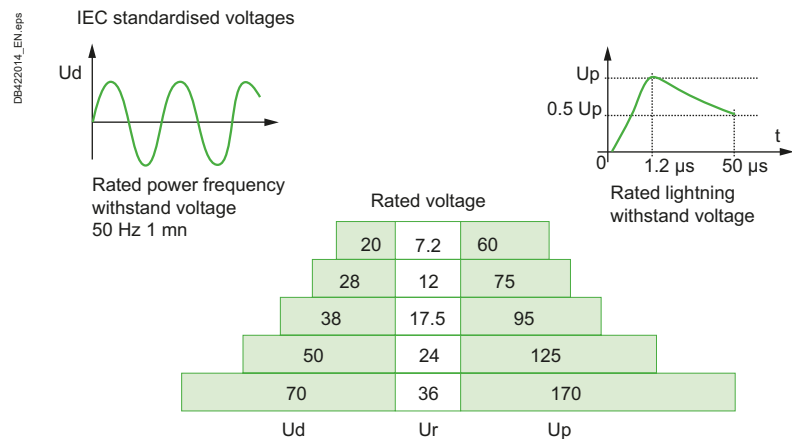 DB422014_EN.eps
IEC standardised voltages
Ud
Rated power frequency
withstand voltage
50 Hz 1 mn
Up
0.5 Up
t
0 1.2 µs 50 µs
Rated lightning
withstand voltage
Rated voltage
20 7.2 60
28 12 75
38 17.5 95
50 24 125
70 36 170
Ud Ur Up